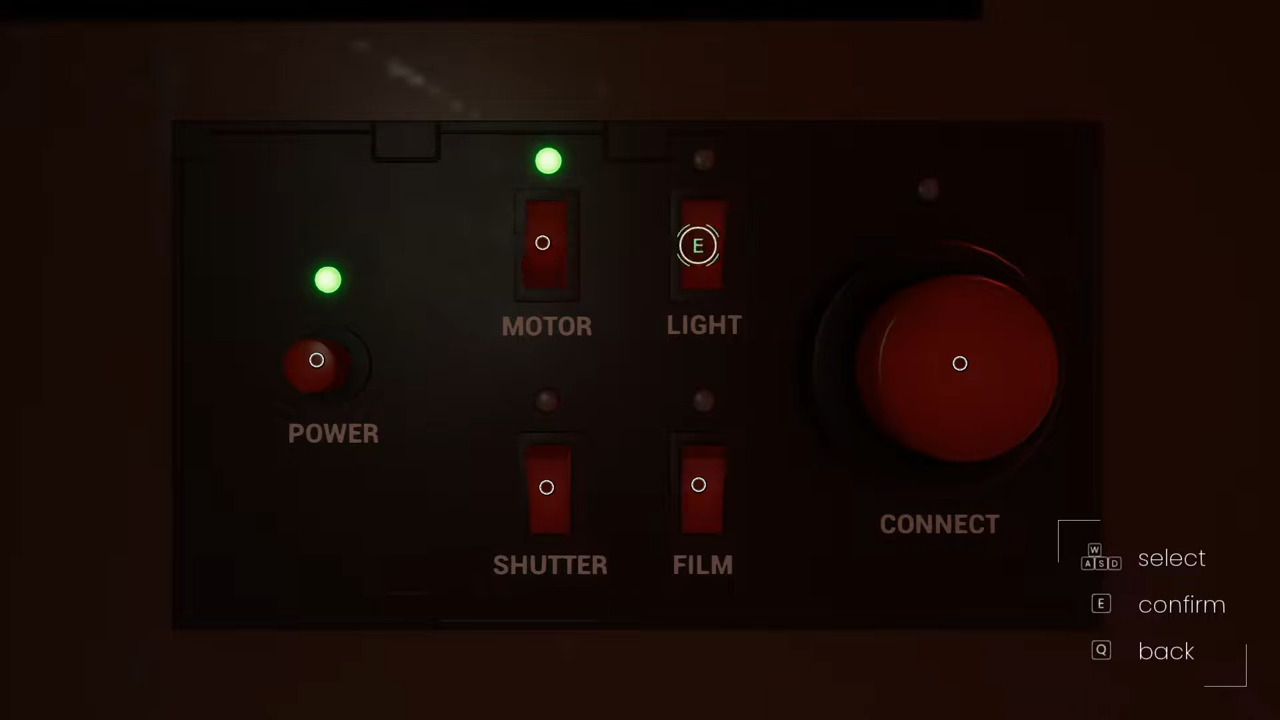 E
MOTOR
LIGHT
POWER
CONNECT
SHUTTER
FILM
W
A S D
select
E
confirm
Q
back